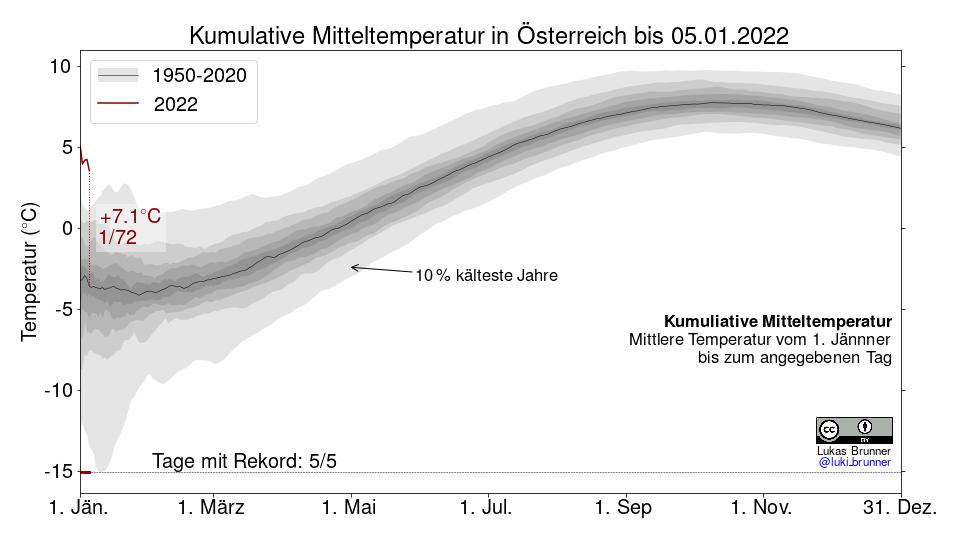 Kumulative Mitteltemperatur in Österreich bis 05.01.2022
1950-2020
2022
Temperatur (°C)
10
5
0
-5
-10
-15
+7.1°C
1/72
10 % kälteste Jahre
Kumuliative Mitteltemperatur
Mittlere Temperatur vom 1. Jännner
bis zum angegebenen Tag
cc
BY
Lukas Brunner
@luki_brunner
Tage mit Rekord: 5/5
1. Jän.
1. März
1. Mai
1. Jul.
1. Sep
1. Nov.
31. Dez.